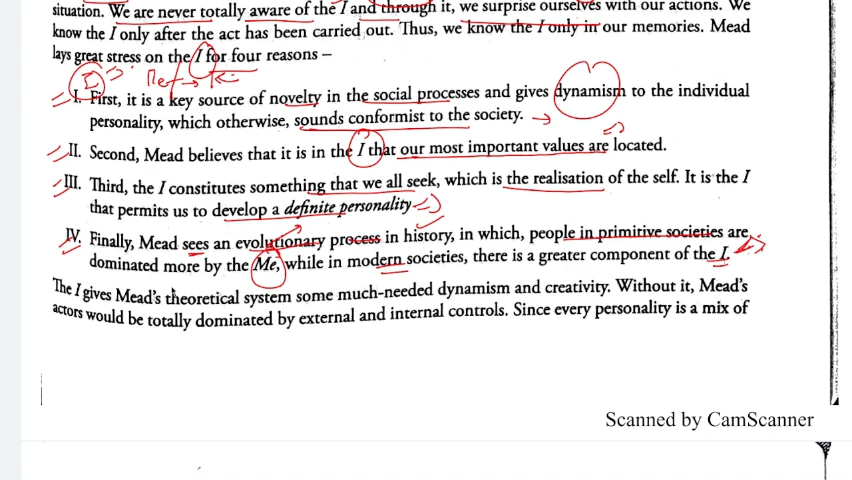 situation. We are never totally aware of the I and through it, we surprise ourselves with our actions. We
know the I only after the act has been carried out. Thus, we know the I only in our memories. Mead
lays great stress on the I for four reasons –
I. First, it is a key source of novelty in the social processes and gives dynamism to the individual
personality, which otherwise, sounds conformist to the society.
II. Second, Mead believes that it is in the I that our most important values are located.
III. Third, the I constitutes something that we all seek, which is the realisation of the self. It is the I
that permits us to develop a definite personality
IV. Finally, Mead sees an evolutionary process in history, in which, people in primitive societies are
dominated more by the Me, while in modern societies, there is a greater component of the I.
The I gives Mead's theoretical system some much-needed dynamism and creativity. Without it, Mead's
actors would be totally dominated by external and internal controls. Since every personality is a mix of
Scanned by CamScanner